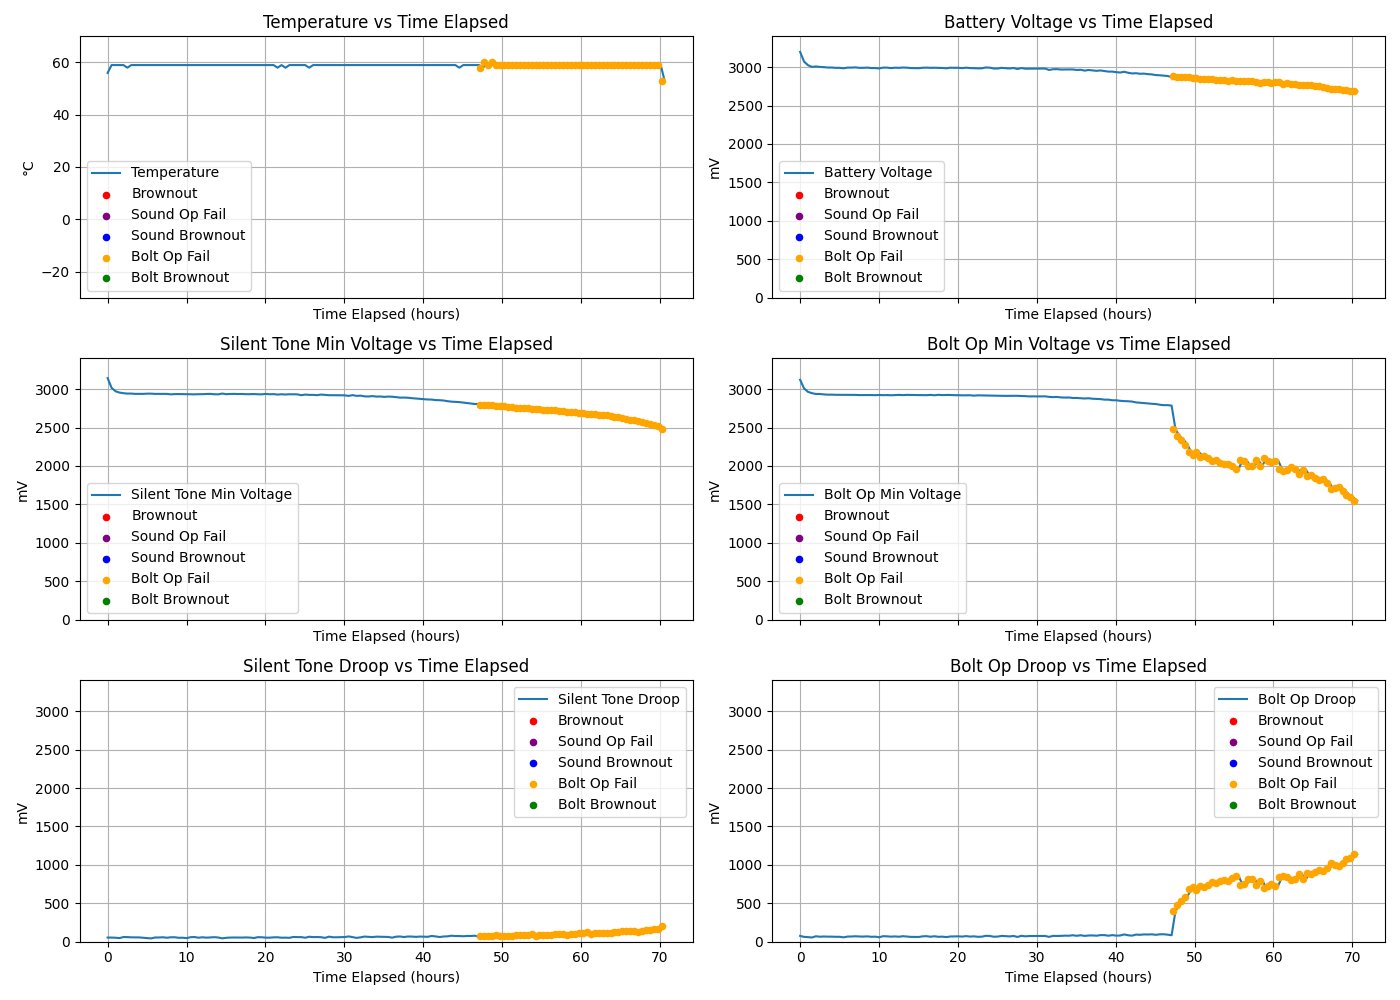 Temperature vs Time Elapsed
60
40
20
0
−20
°C
Temperature
Brownout
Sound Op Fail
Sound Brownout
Bolt Op Fail
Bolt Brownout
Time Elapsed (hours)
Battery Voltage vs Time Elapsed
3000
2500
2000
1500
1000
500
0
mV
Battery Voltage
Brownout
Sound Op Fail
Sound Brownout
Bolt Op Fail
Bolt Brownout
Time Elapsed (hours)
Silent Tone Min Voltage vs Time Elapsed
3000
2500
2000
1500
1000
500
0
mV
Silent Tone Min Voltage
Brownout
Sound Op Fail
Sound Brownout
Bolt Op Fail
Bolt Brownout
Time Elapsed (hours)
Bolt Op Min Voltage vs Time Elapsed
3000
2500
2000
1500
1000
500
0
mV
Bolt Op Min Voltage
Brownout
Sound Op Fail
Sound Brownout
Bolt Op Fail
Bolt Brownout
Time Elapsed (hours)
Silent Tone Droop vs Time Elapsed
3000
2500
2000
1500
1000
500
0
mV
Silent Tone Droop
Brownout
Sound Op Fail
Sound Brownout
Bolt Op Fail
Bolt Brownout
0 10 20 30 40 50 60 70
Time Elapsed (hours)
Bolt Op Droop vs Time Elapsed
3000
2500
2000
1500
1000
500
0
mV
Bolt Op Droop
Brownout
Sound Op Fail
Sound Brownout
Bolt Op Fail
Bolt Brownout
0 10 20 30 40 50 60 70
Time Elapsed (hours)